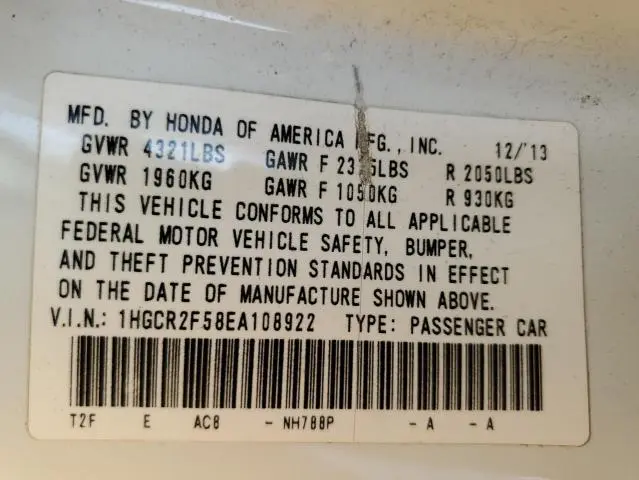 MFD. BY HONDA OF AMERICA MFG., INC. 12/'13
GVWR 4321LBS GAWR F 2315LBS R 2050LBS
GVWR 1960KG GAWR F 1050KG R 930KG
THIS VEHICLE CONFORMS TO ALL APPLICABLE
FEDERAL MOTOR VEHICLE SAFETY, BUMPER,
AND THEFT PREVENTION STANDARDS IN EFFECT
ON THE DATE OF MANUFACTURE SHOWN ABOVE.
V.I.N.: 1HGCR2F58EA108922 TYPE: PASSENGER CAR
T2F E AC8 - NH788P - A - A